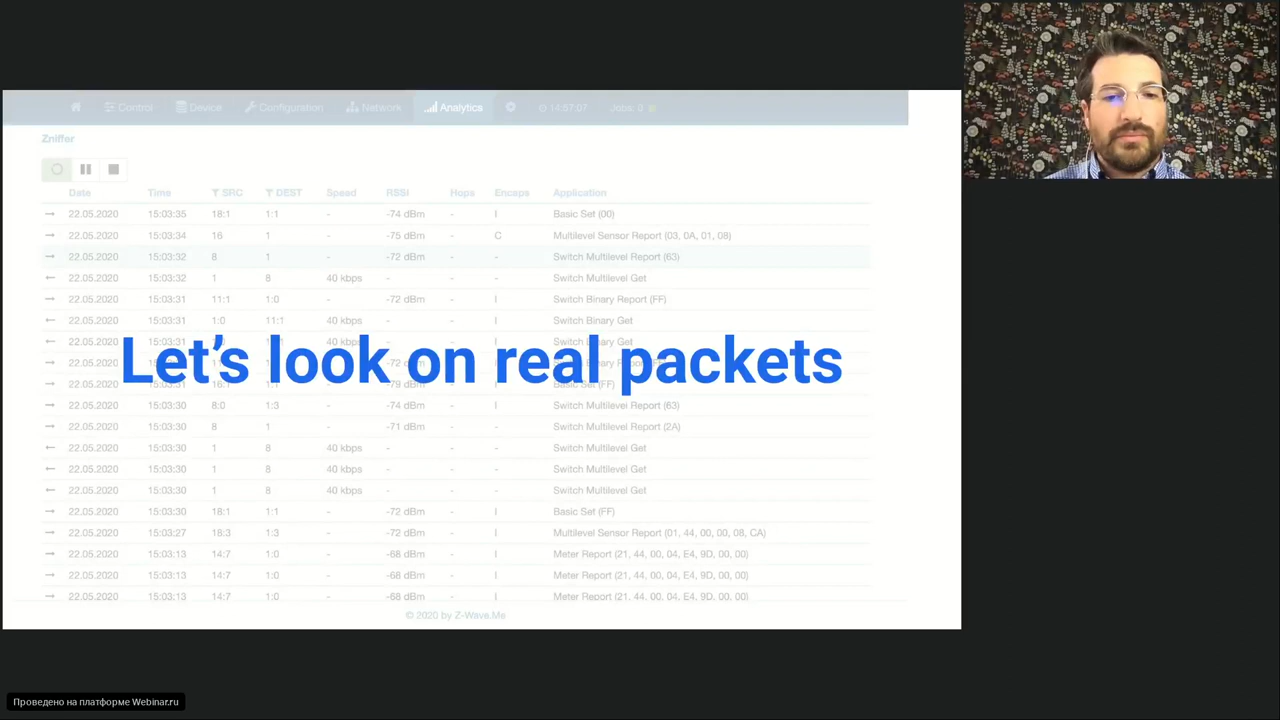 Control Device Configuration Network Analytics 14:57:07 Jobs: 0
Zniffer
Date Time SRC DEST Speed RSSI Hops Encaps Application
→ 22.05.2020 15:03:35 18:1 1:1 - -74 dBm - I Basic Set (00)
→ 22.05.2020 15:03:34 16 1 - -75 dBm - C Multilevel Sensor Report (03, 0A, 01, 08)
→ 22.05.2020 15:03:32 8 1 - -72 dBm - - Switch Multilevel Report (63)
← 22.05.2020 15:03:32 1 8 40 kbps - - - Switch Multilevel Get
→ 22.05.2020 15:03:31 11:1 1:0 - -72 dBm - I Switch Binary Report (FF)
← 22.05.2020 15:03:31 1:0 11:1 40 kbps - - I Switch Binary Get
Let's look on real packets
→ 22.05.2020 15:03:30 8:0 1:3 - -74 dBm - I Switch Multilevel Report (63)
→ 22.05.2020 15:03:30 8 1 - -71 dBm - - Switch Multilevel Report (2A)
← 22.05.2020 15:03:30 1 8 40 kbps - - - Switch Multilevel Get
← 22.05.2020 15:03:30 1 8 40 kbps - - - Switch Multilevel Get
← 22.05.2020 15:03:30 1 8 40 kbps - - - Switch Multilevel Get
→ 22.05.2020 15:03:30 18:1 1:1 - -72 dBm - I Basic Set (FF)
→ 22.05.2020 15:03:27 18:3 1:3 - -72 dBm - I Multilevel Sensor Report (01, 44, 00, 00, 08, CA)
→ 22.05.2020 15:03:13 14:7 1:0 - -68 dBm - I Meter Report (21, 44, 00, 04, E4, 9D, 00, 00)
→ 22.05.2020 15:03:13 14:7 1:0 - -68 dBm - I Meter Report (21, 44, 00, 04, E4, 9D, 00, 00)
→ 22.05.2020 15:03:13 14:7 1:0 - -68 dBm - I Meter Report (21, 44, 00, 04, E4, 9D, 00, 00)
© 2020 by Z-Wave.Me
Проведено на платформе Webinar.ru